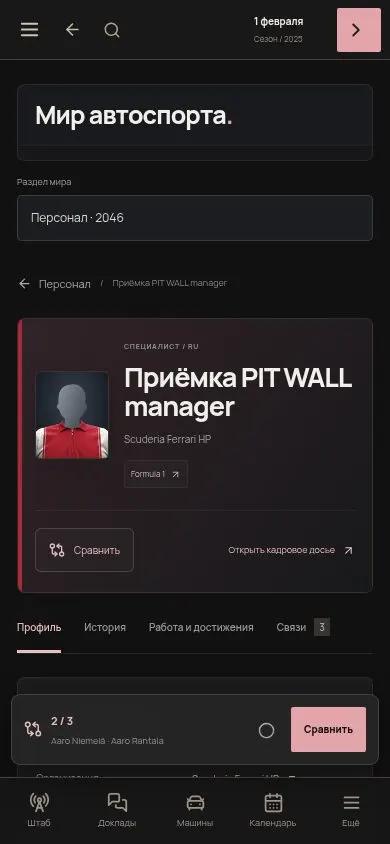 1 февраля
Сезон / 2025
Мир автоспорта.
Раздел мира
Персонал · 2046
Персонал / Приёмка PIT WALL manager
СПЕЦИАЛИСТ / RU
Приёмка PIT WALL
manager
Scuderia Ferrari HP
Formula 1
Сравнить
Открыть кадровое досье
Профиль История Работа и достижения Связи 3
2 / 3
Aaro Niemelä · Aaro Rantala
Сравнить
Штаб Доклады Машины Календарь Ещё